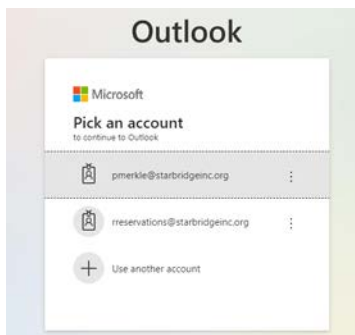 Outlook
Microsoft
Pick an account
to continue to Outlook
pmerkle@starbridgeinc.org
rreservations@starbridgeinc.org
Use another account